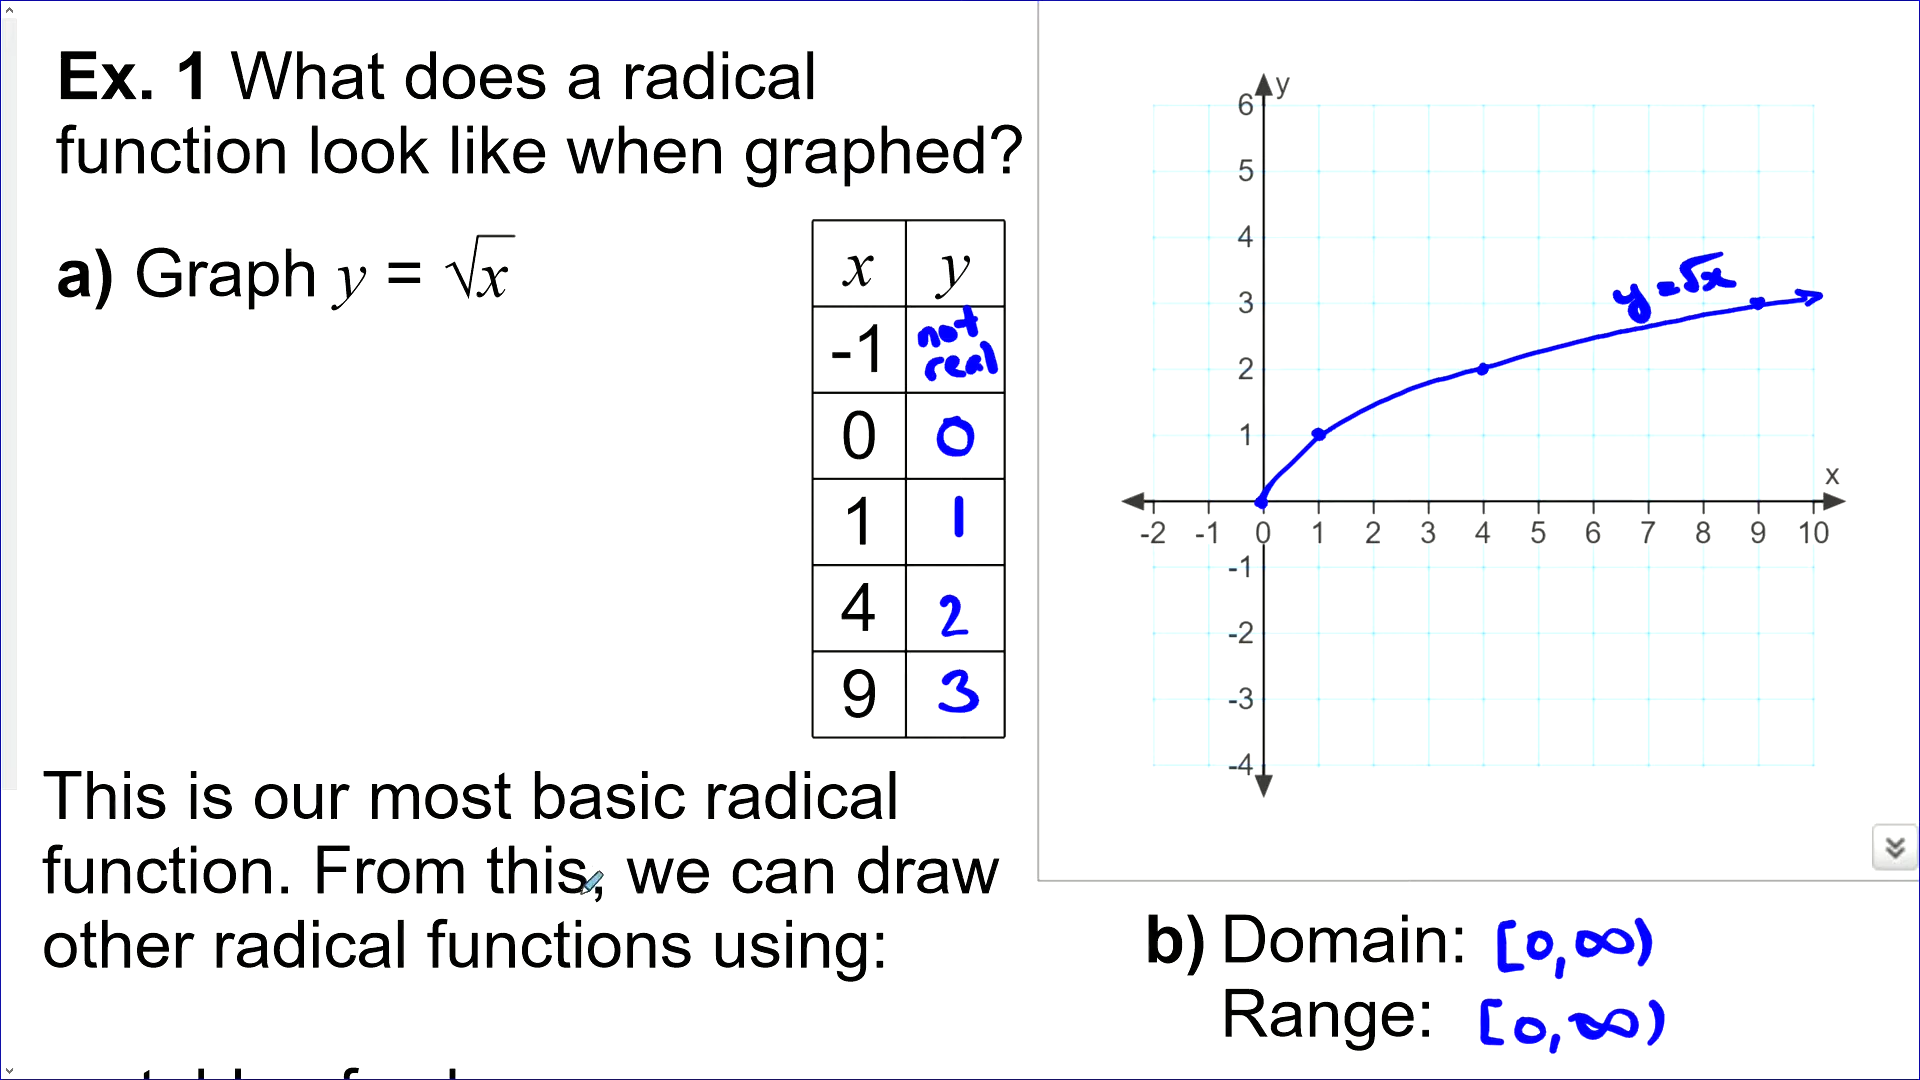 Ex. 1 What does a radical
function look like when graphed?
a) Graph y = √x
x y
-1 not real
0 0
1 1
4 2
9 3
This is our most basic radical
function. From this, we can draw
other radical functions using:
y
6
5
4
3
2
1
y=√x
x
-2 -1 0 1 2 3 4 5 6 7 8 9 10
-1
-2
-3
-4
b) Domain: [0,∞)
Range: [0,∞)